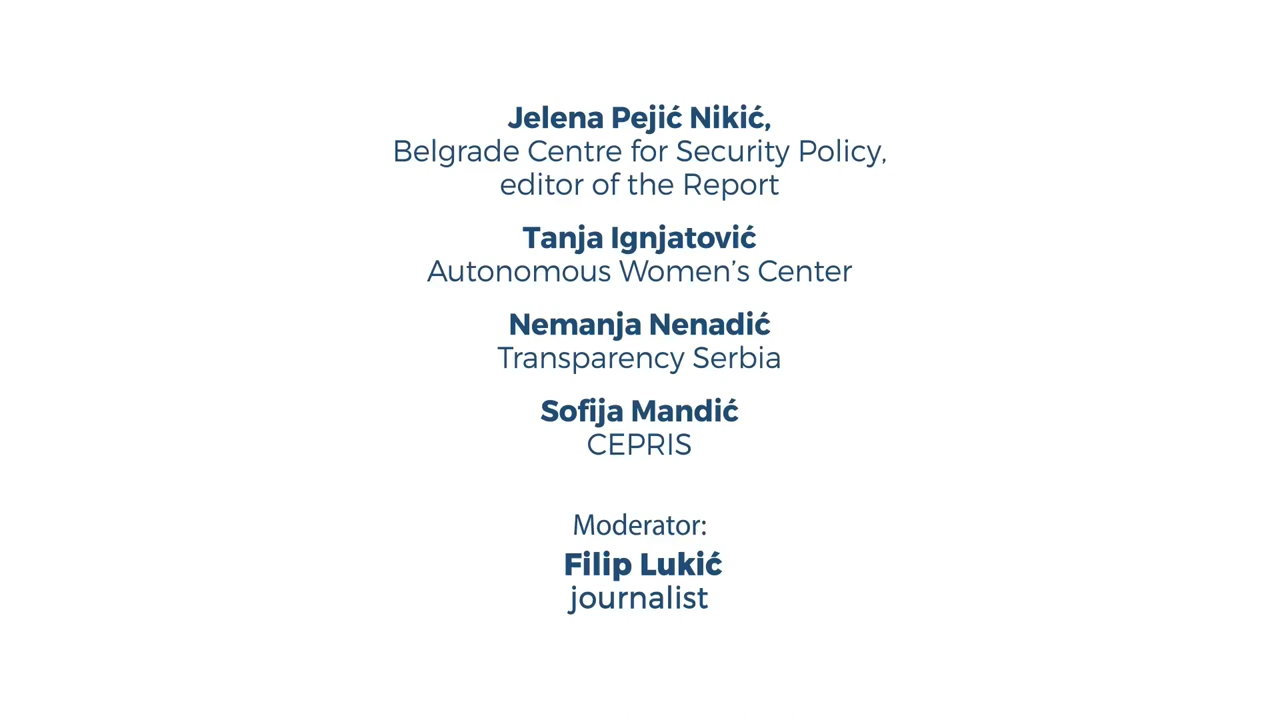 Jelena Pejić Nikić,
Belgrade Centre for Security Policy,
editor of the Report
Tanja Ignjatović
Autonomous Women’s Center
Nemanja Nenadić
Transparency Serbia
Sofija Mandić
CEPRIS
Moderator:
Filip Lukić
journalist